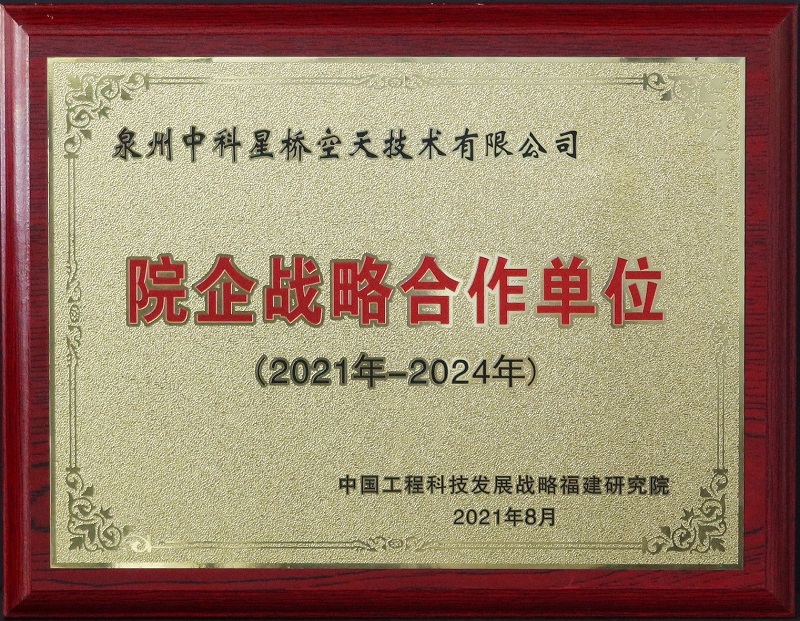 泉州中科星桥空天技术有限公司
院企战略合作单位
(2021年-2024年)
中国工程科技发展战略福建研究院
2021年8月